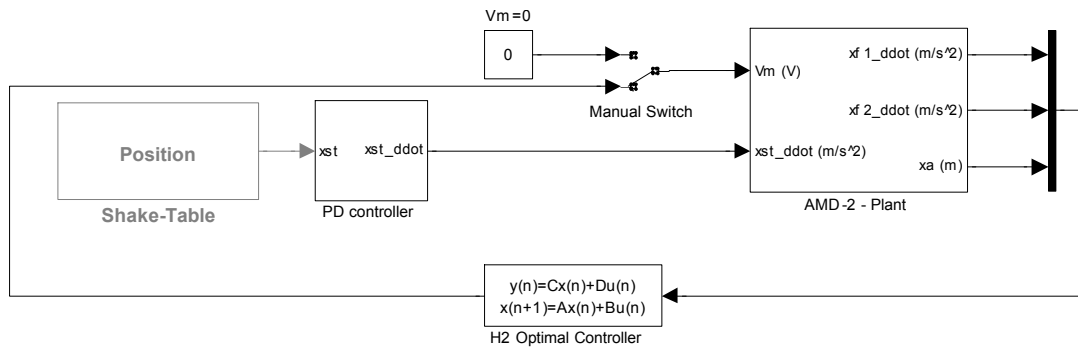 Vm=0
0
Manual Switch
Vm (V)
xst_ddot (m/s^2)
xf 1_ddot (m/s^2)
xf 2_ddot (m/s^2)
xa (m)
AMD-2 - Plant
Position
Shake-Table
xst
xst_ddot
PD controller
y(n)=Cx(n)+Du(n)
x(n+1)=Ax(n)+Bu(n)
H2 Optimal Controller